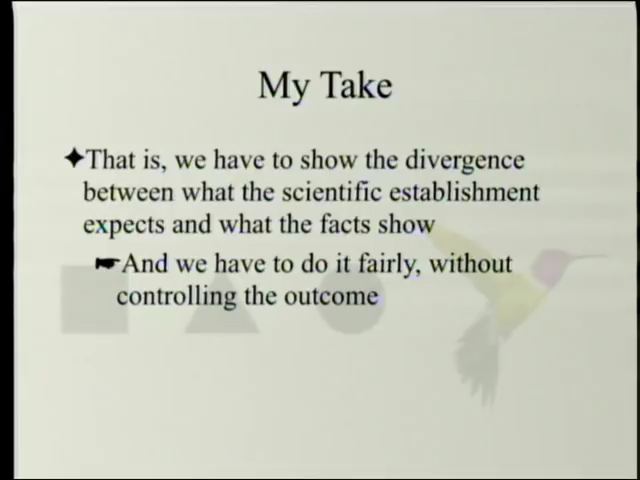 My Take
That is, we have to show the divergence
between what the scientific establishment
expects and what the facts show
And we have to do it fairly, without
controlling the outcome